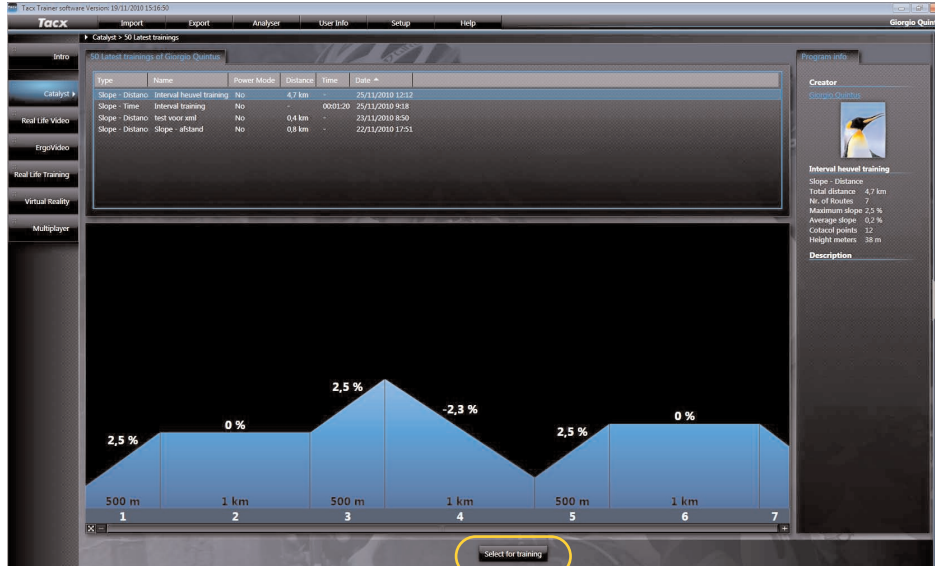 Tacx Trainer software Version: 19/11/2010 15:16:50
Tacx Import Export Analyser User Info Setup Help Giorgio Quin
Catalyst > 50 Latest trainings
Intro
Catalyst
Real Life Video
ErgoVideo
Real Life Training
Virtual Reality
Multiplayer
50 Latest trainings of Giorgio Quintus
Type Name Power Mode Distance Time Date
Slope - Distanc Interval heuvel training No 4,7 km - 25/11/2010 12:12
Slope - Time Interval training No - 00:01:20 25/11/2010 9:18
Slope - Distanc test voor xml No 0,4 km - 23/11/2010 8:50
Slope - Distanc Slope - afstand No 0,8 km - 22/11/2010 17:51
Program info
Creator
Giorgio Quintus
Interval heuvel training
Slope - Distance
Total distance 4,7 km
Nr. of Routes 7
Maximum slope 2,5 %
Average slope 0,2 %
Cotacol points 12
Height meters 38 m
Description
2,5 % 0 % 2,5 % -2,3 % 2,5 % 0 %
500 m 1 km 500 m 1 km 500 m 1 km
1 2 3 4 5 6 7
Select for training